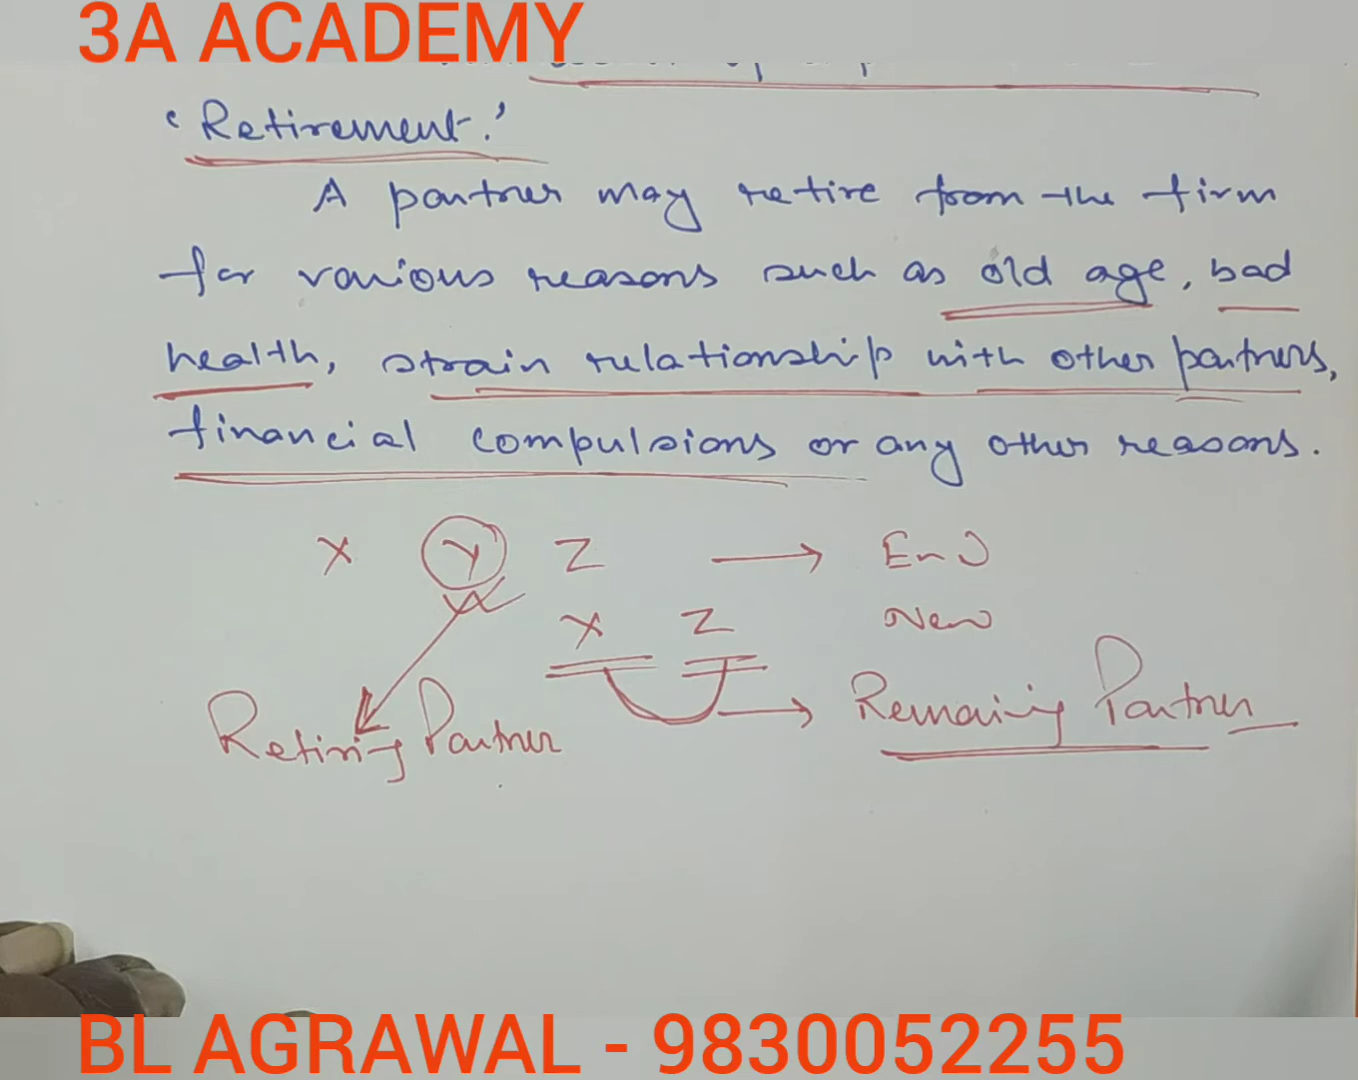 3A ACADEMY
'Retirement.'
A partner may retire from the firm
for various reasons such as old age, bad
health, strain relationship with other partners,
financial compulsions or any other reasons.
X Y Z → End
X Z New
Retiring Partner → Remaining Partner
BL AGRAWAL - 9830052255